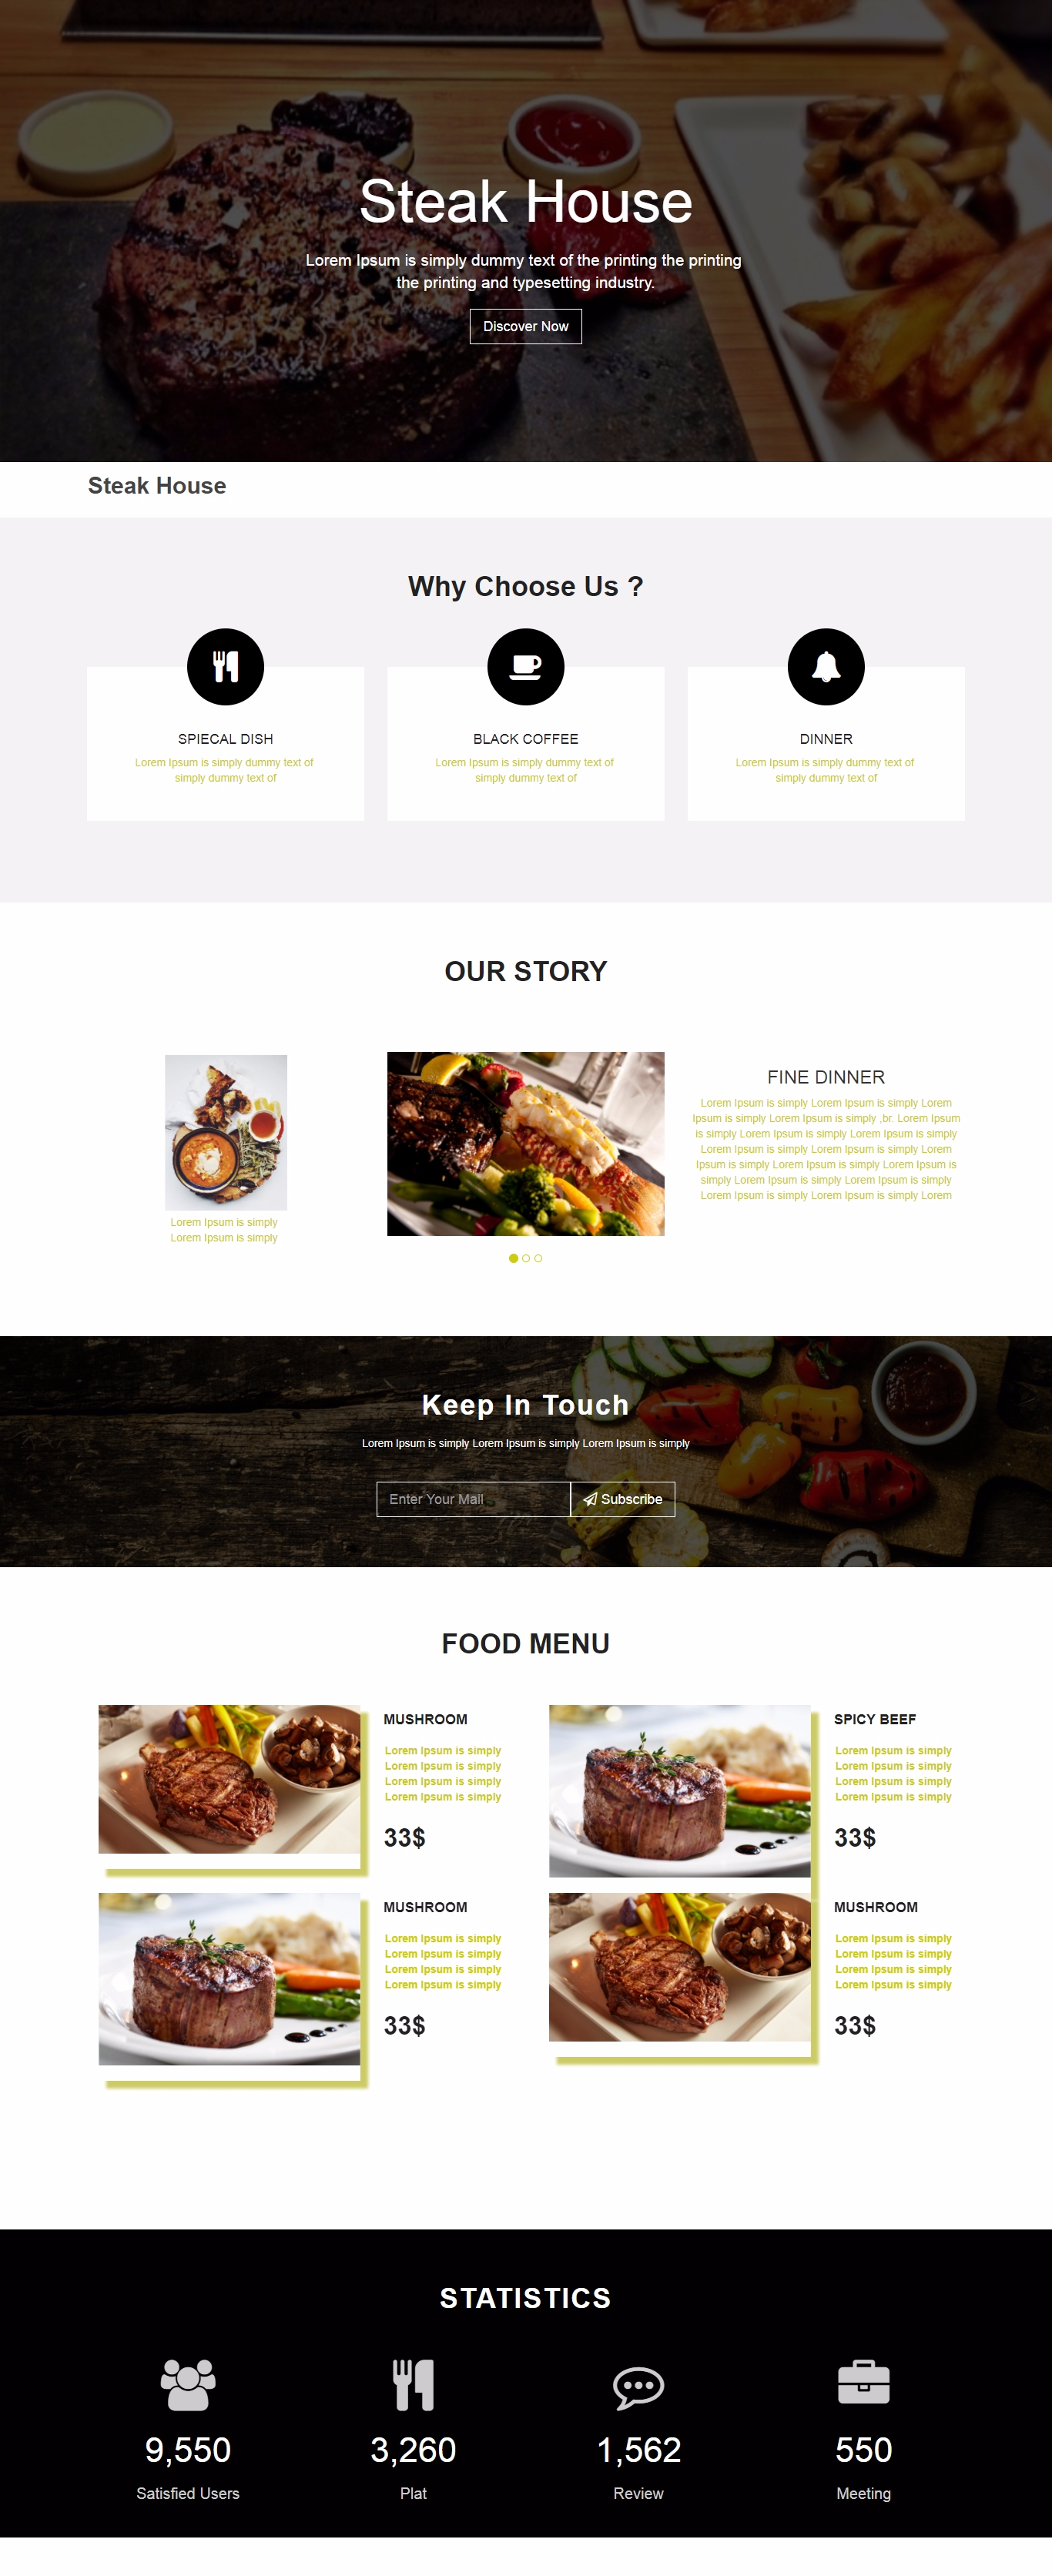 Steak House
Lorem Ipsum is simply dummy text of the printing the printing
the printing and typesetting industry.
Discover Now
Steak House
Why Choose Us ?
SPIECAL DISH
Lorem Ipsum is simply dummy text of
simply dummy text of
BLACK COFFEE
Lorem Ipsum is simply dummy text of
simply dummy text of
DINNER
Lorem Ipsum is simply dummy text of
simply dummy text of
OUR STORY
Lorem Ipsum is simply
Lorem Ipsum is simply
FINE DINNER
Lorem Ipsum is simply Lorem Ipsum is simply Lorem
Ipsum is simply Lorem Ipsum is simply ,br. Lorem Ipsum
is simply Lorem Ipsum is simply Lorem Ipsum is simply
Lorem Ipsum is simply Lorem Ipsum is simply Lorem
Ipsum is simply Lorem Ipsum is simply Lorem Ipsum is
simply Lorem Ipsum is simply Lorem Ipsum is simply
Lorem Ipsum is simply Lorem Ipsum is simply Lorem
Keep In Touch
Lorem Ipsum is simply Lorem Ipsum is simply Lorem Ipsum is simply
Enter Your Mail
Subscribe
FOOD MENU
MUSHROOM
Lorem Ipsum is simply
Lorem Ipsum is simply
Lorem Ipsum is simply
Lorem Ipsum is simply
33$
SPICY BEEF
Lorem Ipsum is simply
Lorem Ipsum is simply
Lorem Ipsum is simply
Lorem Ipsum is simply
33$
MUSHROOM
Lorem Ipsum is simply
Lorem Ipsum is simply
Lorem Ipsum is simply
Lorem Ipsum is simply
33$
MUSHROOM
Lorem Ipsum is simply
Lorem Ipsum is simply
Lorem Ipsum is simply
Lorem Ipsum is simply
33$
STATISTICS
9,550
Satisfied Users
3,260
Plat
1,562
Review
550
Meeting